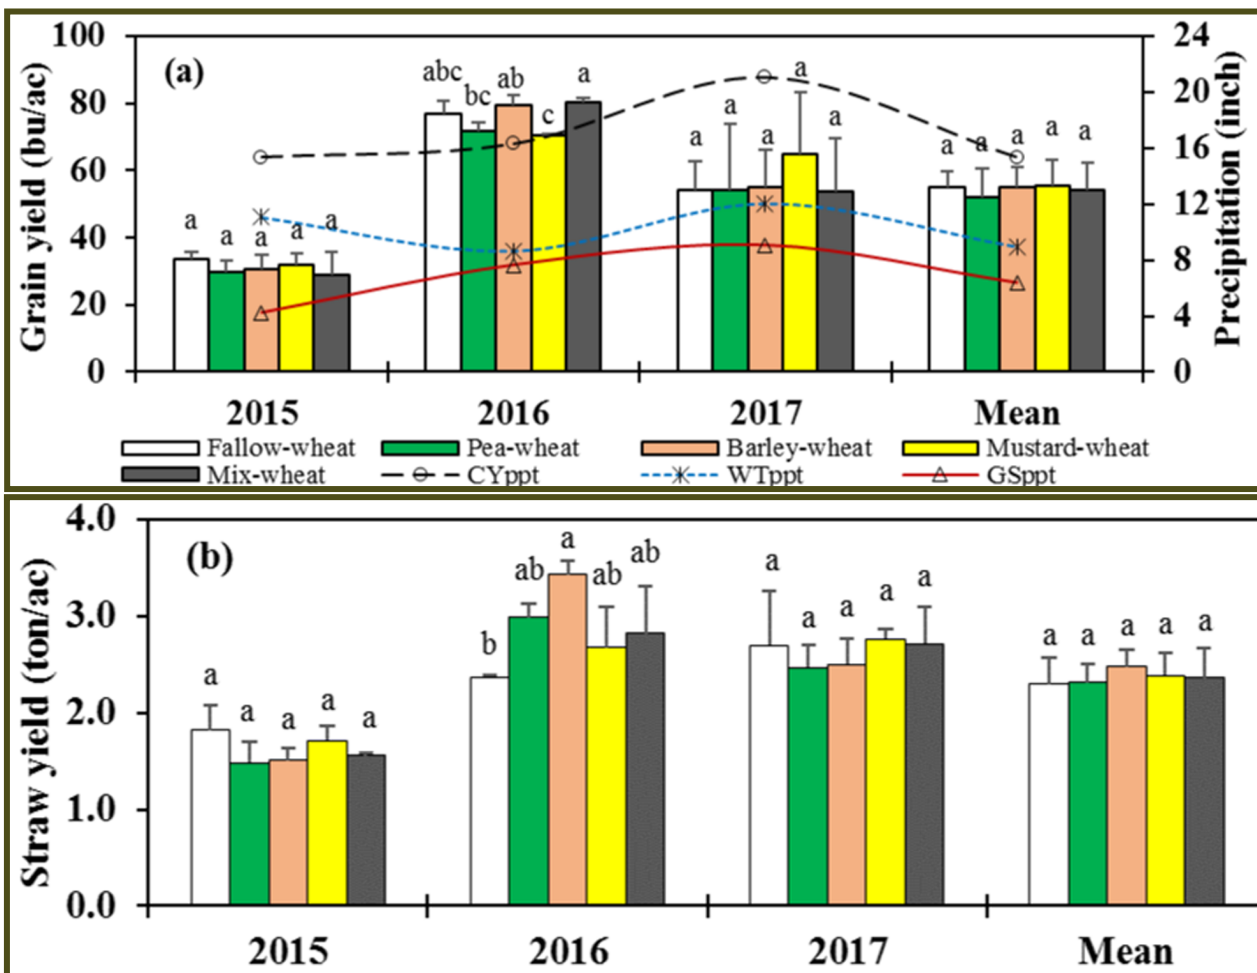 (a)
Grain yield (bu/ac)
Precipitation (inch)
100
80
60
40
20
0
24
20
16
12
8
4
0
a a a a a
abc bc ab c a
a a a a a
a a a a a
2015 2016 2017 Mean
Fallow-wheat Pea-wheat Barley-wheat Mustard-wheat
Mix-wheat CYppt WTppt GSppt
(b)
Straw yield (ton/ac)
4.0
3.0
2.0
1.0
0.0
a a a a a
b ab a ab ab
a a a a a
a a a a a
2015 2016 2017 Mean